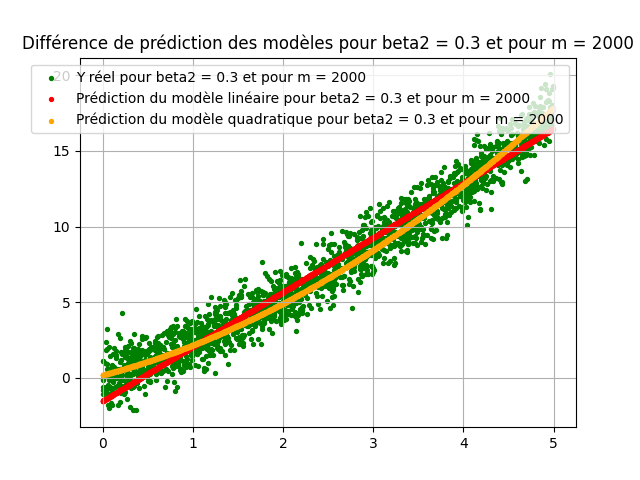 Différence de prédiction des modèles pour beta2 = 0.3 et pour m = 2000
20
Y réel pour beta2 = 0.3 et pour m = 2000
Prédiction du modèle linéaire pour beta2 = 0.3 et pour m = 2000
Prédiction du modèle quadratique pour beta2 = 0.3 et pour m = 2000
15
10
5
0
0 1 2 3 4 5